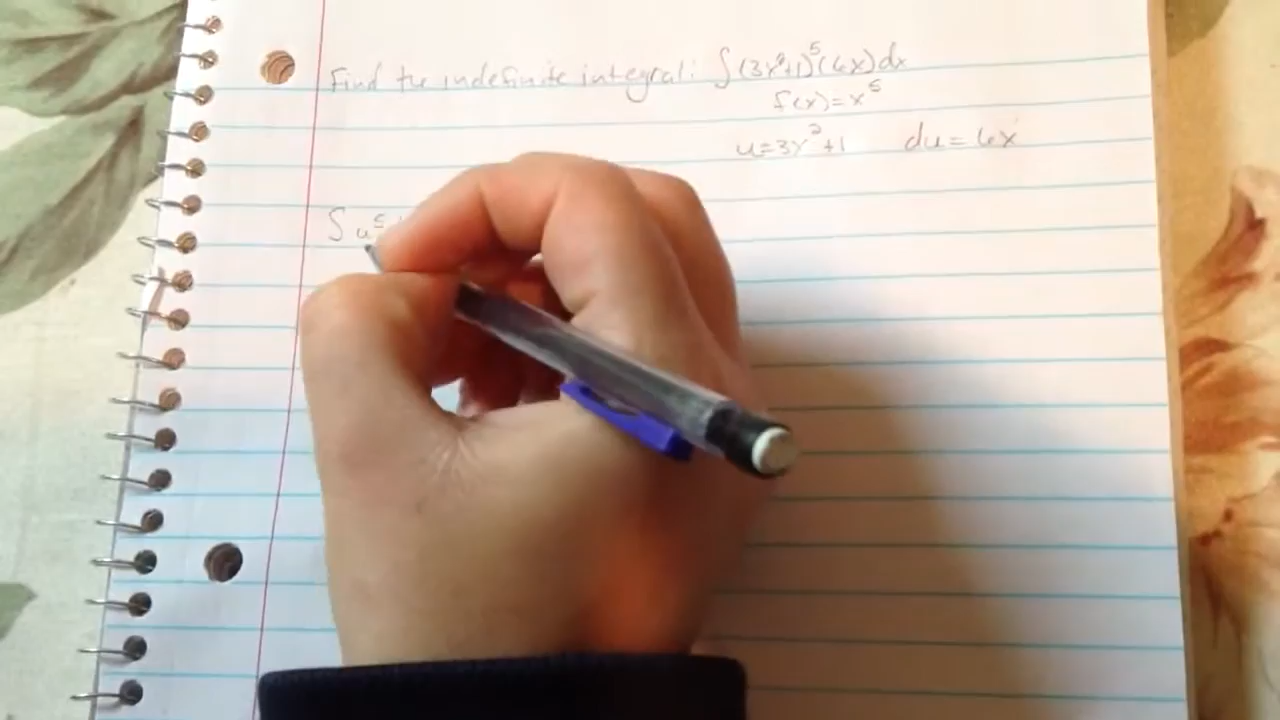 Find the indefinite integral: ∫(3x²+1)⁵(6x)dx
f(x)=x⁵
u=3x²+1 du=6x
∫u⁵